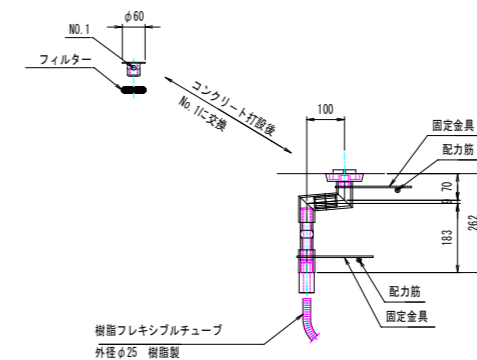 φ60
NO.1
フィルター
コンクリート打設後
No.1に交換
100
固定金具
配力筋
70
9
183
262
配力筋
固定金具
樹脂フレキシブルチューブ
外径φ25 樹脂製